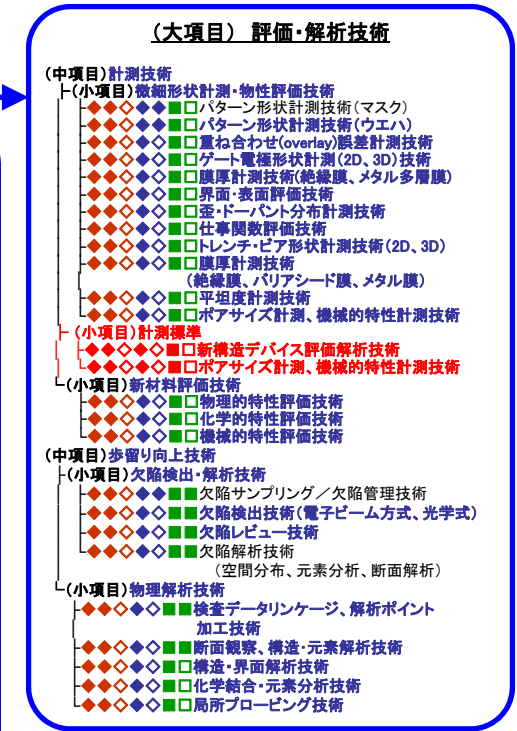 (大項目) 評価・解析技術
(中項目)計測技術
├(小項目)微細形状計測・物性評価技術
├◆◆◇◆◆■□パターン形状計測技術(マスク)
├◆◆◇◆◆■□パターン形状計測技術(ウエハ)
├◆◆◇◆◇■□重ね合わせ(overlay)誤差計測技術
├◆◆◇◆◇■□ゲート電極形状計測(2D、3D)技術
├◆◆◇◆◇■□膜厚計測技術(絶縁膜、メタル多層膜)
├◆◆◇◆◇■□界面・表面評価技術
├◆◆◇◆◇■□歪・ドーパント分布計測技術
├◆◆◇◆◇■□仕事関数評価技術
├◆◆◇◆◇■□トレンチ・ビア形状計測技術(2D、3D)
├◆◆◇◆◇■□膜厚計測技術
(絶縁膜、バリアシード膜、メタル膜)
├◆◆◇◆◇■□平坦度計測技術
└◆◆◇◆◇■□ポアサイズ計測、機械的特性計測技術
├(小項目)計測標準
├◆◆◇◆◇■□新構造デバイス評価解析技術
└◆◆◇◆◇■□ポアサイズ計測、機械的特性計測技術
└(小項目)新材料評価技術
├◆◆◇◆◇■□物理的特性評価技術
├◆◆◇◆◇■□化学的特性評価技術
└◆◆◇◆◇■□機械的特性評価技術
(中項目)歩留り向上技術
├(小項目)欠陥検出・解析技術
├◆◆◇◆◆■■欠陥サンプリング／欠陥管理技術
├◆◆◇◆◇■■欠陥検出技術(電子ビーム方式、光学式)
├◆◆◇◆◇■■欠陥レビュー技術
└◆◆◇◆◇■■欠陥解析技術
(空間分布、元素分析、断面解析)
└(小項目)物理解析技術
├◆◆◇◆◇■■検査データリンケージ、解析ポイント
加工技術
├◆◆◇◆◇■■断面観察、構造・元素解析技術
├◆◆◇◆◇■□構造・界面解析技術
├◆◆◇◆◇■□化学結合・元素分析技術
└◆◆◇◆◇■□局所プロービング技術